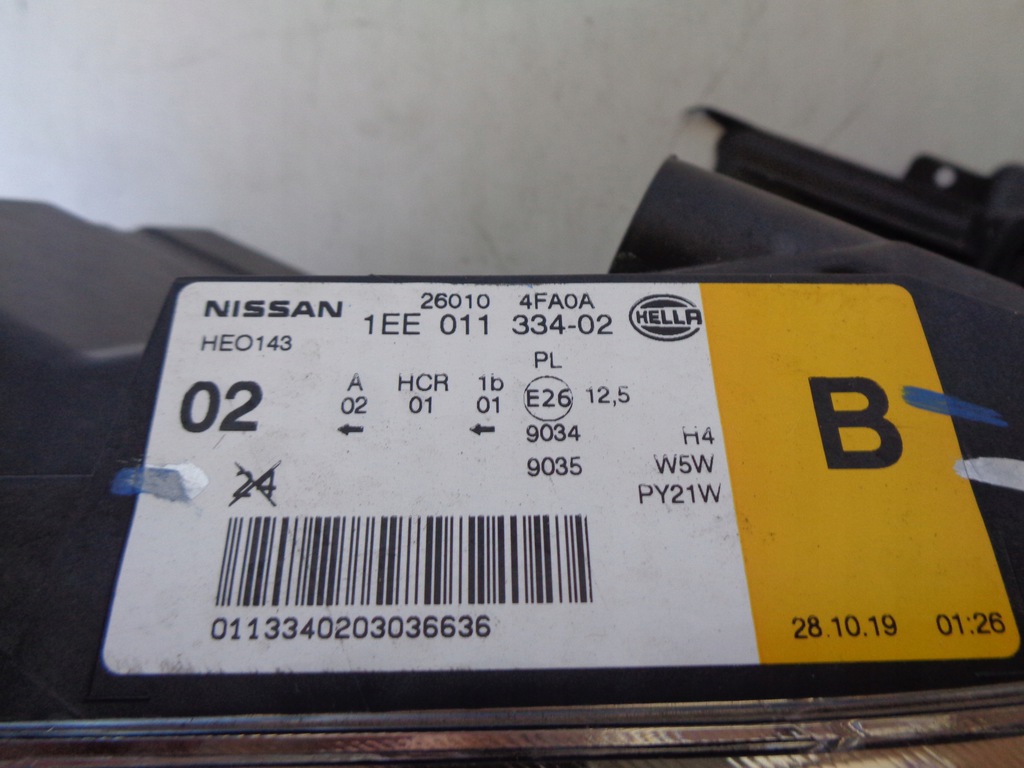 NISSAN 26010 4FA0A
1EE 011 334-02 HELLA
HEO143
PL
02 A HCR 1b E26 12,5 B
02 01 01
9034 H4
9035 W5W
24 PY21W
0113340203036636
28.10.19 01:26